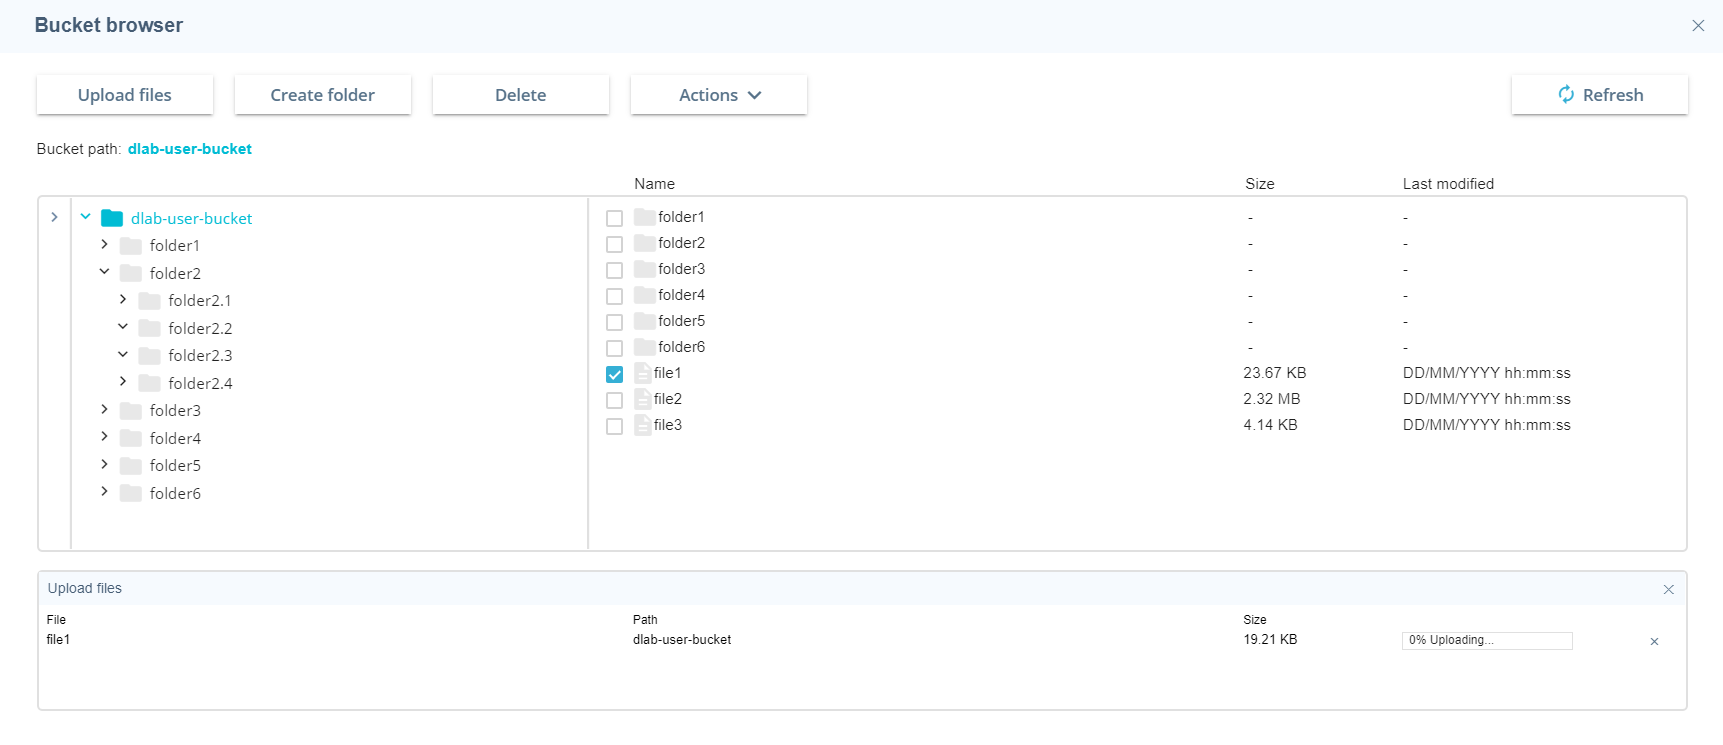 Bucket browser
Upload files Create folder Delete Actions Refresh
Bucket path: dlab-user-bucket
Name Size Last modified
dlab-user-bucket
folder1
folder2
folder2.1
folder2.2
folder2.3
folder2.4
folder3
folder4
folder5
folder6
folder1 - -
folder2 - -
folder3 - -
folder4 - -
folder5 - -
folder6 - -
file1 23.67 KB DD/MM/YYYY hh:mm:ss
file2 2.32 MB DD/MM/YYYY hh:mm:ss
file3 4.14 KB DD/MM/YYYY hh:mm:ss
Upload files
File Path Size
file1 dlab-user-bucket 19.21 KB 0% Uploading...